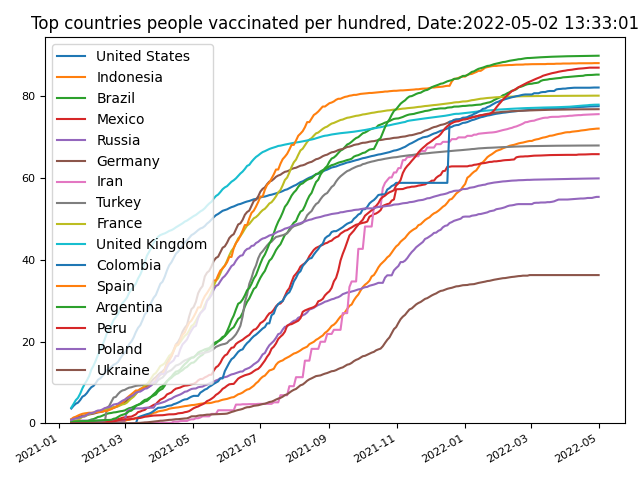 Top countries people vaccinated per hundred, Date:2022-05-02 13:33:01
United States
Indonesia
Brazil
Mexico
Russia
Germany
Iran
Turkey
France
United Kingdom
Colombia
Spain
Argentina
Peru
Poland
Ukraine
80
60
40
20
0
2021-01
2021-03
2021-05
2021-07
2021-09
2021-11
2022-01
2022-03
2022-05